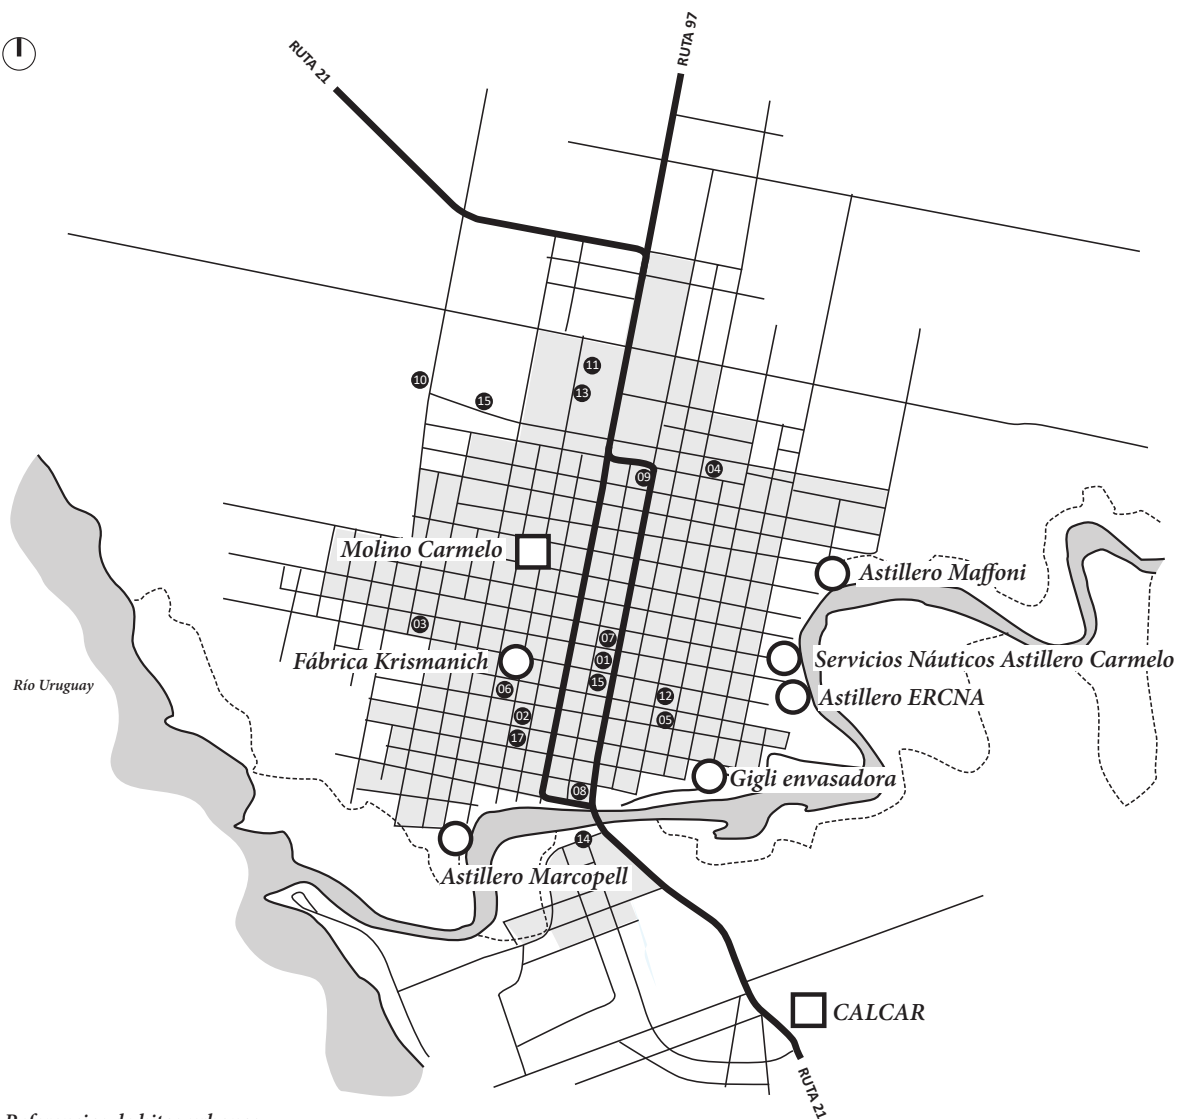 RUTA 97
RUTA 21
11
10
13
15
04
09
Molino Carmelo
Astillero Maffoni
03
07
Fábrica Krismanich
01
Servicios Náuticos Astillero Carmelo
15
Río Uruguay
06
12
Astillero ERCNA
02
05
17
Gigli envasadora
08
14
Astillero Marcopell
CALCAR
RUTA 21